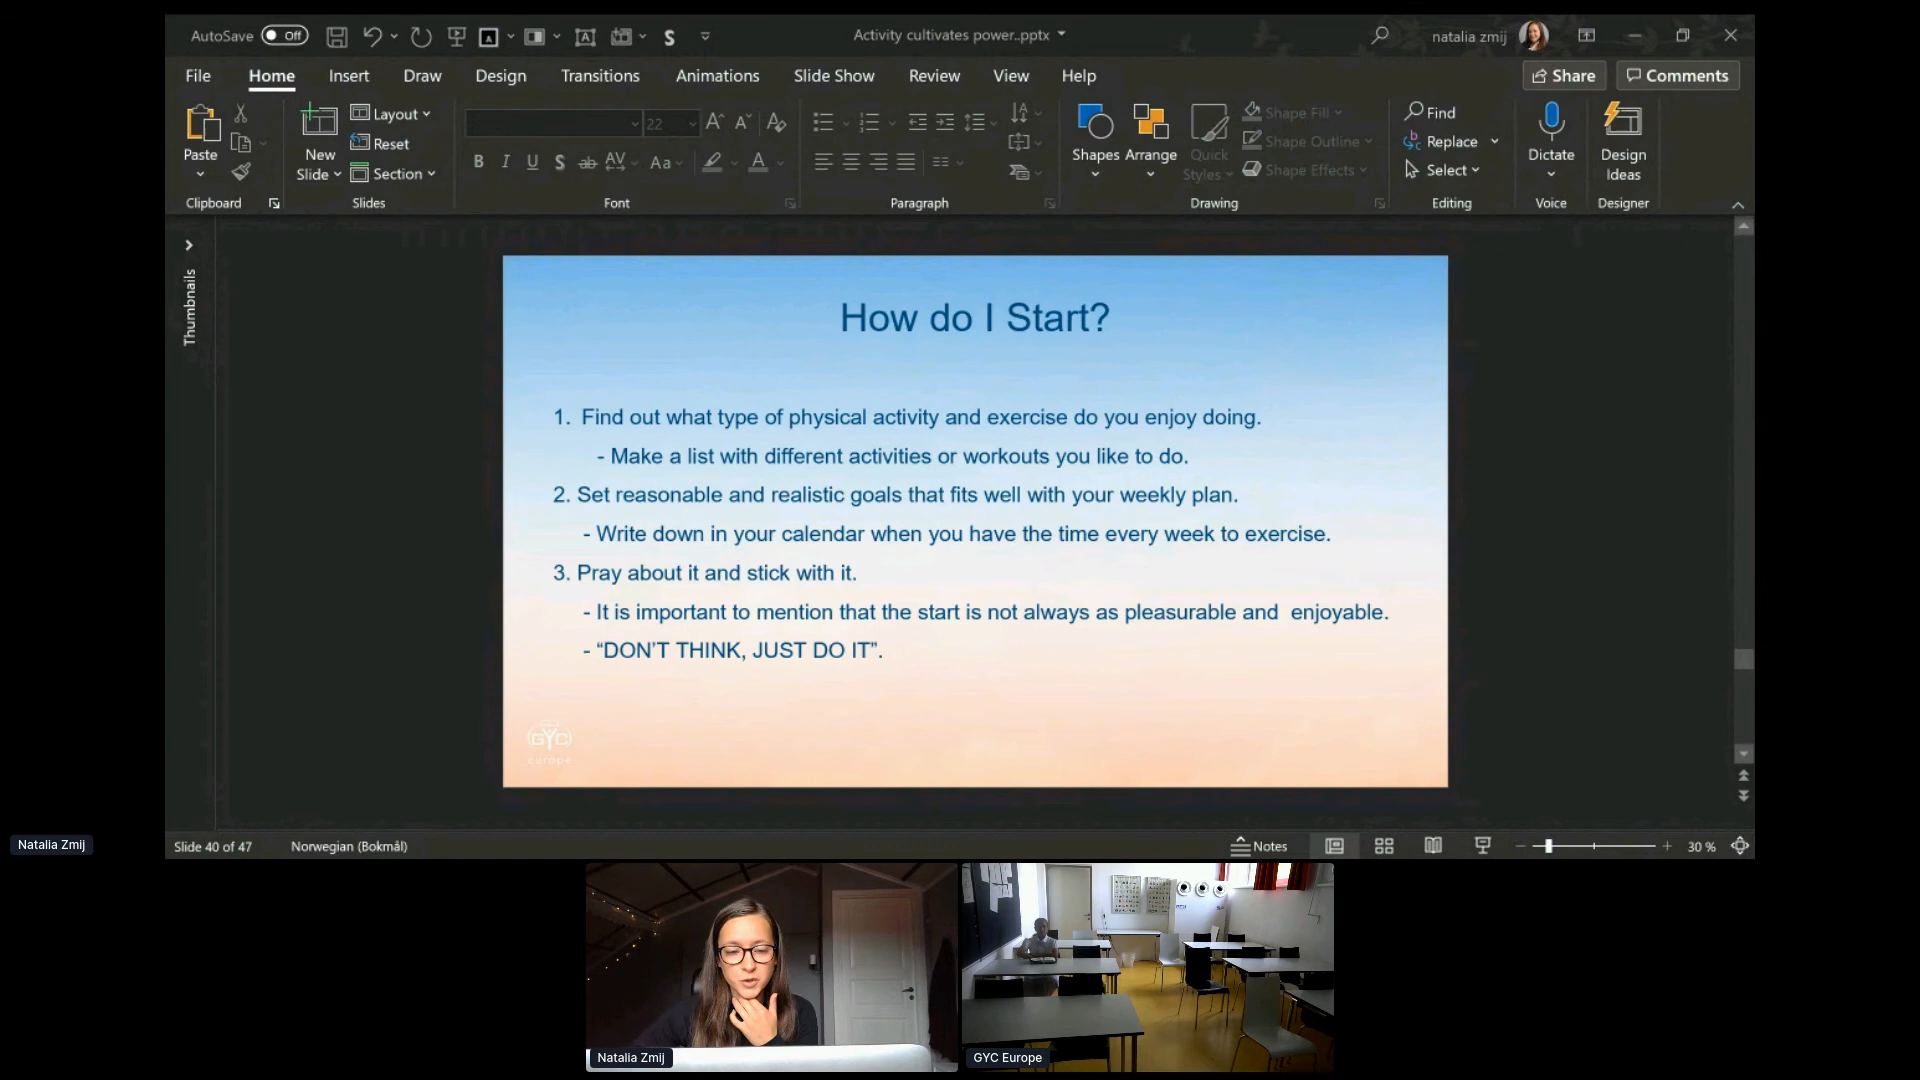 AutoSave Off
Activity cultivates power..pptx
natalia zmij
File Home Insert Draw Design Transitions Animations Slide Show Review View Help
Share Comments
Paste
New Slide
Layout
Reset
Section
22
B I U S ab AV Aa A
Shapes Arrange Quick Styles
Shape Fill
Shape Outline
Shape Effects
Find
Replace
Select
Dictate
Design Ideas
Clipboard Slides Font Paragraph Drawing Editing Voice Designer
Thumbnails
How do I Start?
1. Find out what type of physical activity and exercise do you enjoy doing.
- Make a list with different activities or workouts you like to do.
2. Set reasonable and realistic goals that fits well with your weekly plan.
- Write down in your calendar when you have the time every week to exercise.
3. Pray about it and stick with it.
- It is important to mention that the start is not always as pleasurable and enjoyable.
- “DON’T THINK, JUST DO IT”.
GYC
europe
Natalia Zmij
Slide 40 of 47 Norwegian (Bokmål) Notes 30 %
Natalia Zmij
GYC Europe